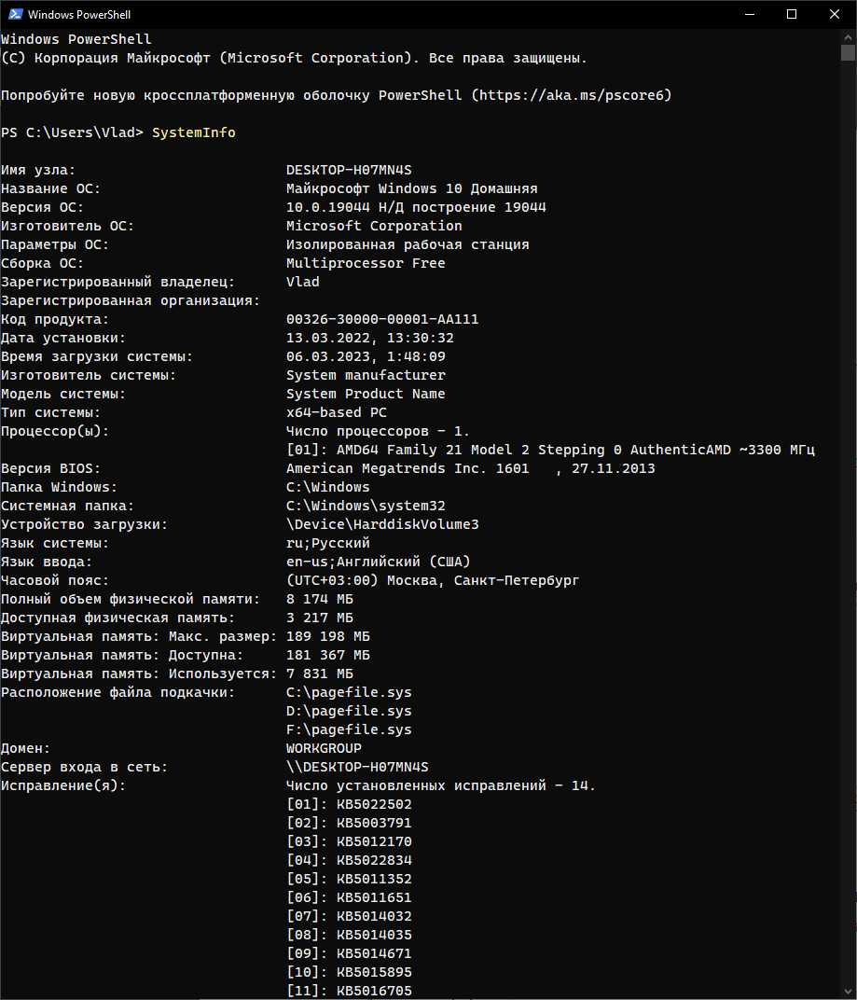 Windows PowerShell
Windows PowerShell
(C) Корпорация Майкрософт (Microsoft Corporation). Все права защищены.
Попробуйте новую кроссплатформенную оболочку PowerShell (https://aka.ms/pscore6)
PS C:\Users\Vlad> SystemInfo
Имя узла: DESKTOP-H07MN4S
Название ОС: Майкрософт Windows 10 Домашняя
Версия ОС: 10.0.19044 Н/Д построение 19044
Изготовитель ОС: Microsoft Corporation
Параметры ОС: Изолированная рабочая станция
Сборка ОС: Multiprocessor Free
Зарегистрированный владелец: Vlad
Зарегистрированная организация:
Код продукта: 00326-30000-00001-AA111
Дата установки: 13.03.2022, 13:30:32
Время загрузки системы: 06.03.2023, 1:48:09
Изготовитель системы: System manufacturer
Модель системы: System Product Name
Тип системы: x64-based PC
Процессор(ы): Число процессоров - 1.
[01]: AMD64 Family 21 Model 2 Stepping 0 AuthenticAMD ~3300 МГц
Версия BIOS: American Megatrends Inc. 1601   , 27.11.2013
Папка Windows: C:\Windows
Системная папка: C:\Windows\system32
Устройство загрузки: \Device\HarddiskVolume3
Язык системы: ru;Русский
Язык ввода: en-us;Английский (США)
Часовой пояс: (UTC+03:00) Москва, Санкт-Петербург
Полный объем физической памяти: 8 174 МБ
Доступная физическая память: 3 217 МБ
Виртуальная память: Макс. размер: 189 198 МБ
Виртуальная память: Доступна: 181 367 МБ
Виртуальная память: Используется: 7 831 МБ
Расположение файла подкачки: C:\pagefile.sys
D:\pagefile.sys
F:\pagefile.sys
Домен: WORKGROUP
Сервер входа в сеть: \\DESKTOP-H07MN4S
Исправление(я): Число установленных исправлений - 14.
[01]: KB5022502
[02]: KB5003791
[03]: KB5012170
[04]: KB5022834
[05]: KB5011352
[06]: KB5011651
[07]: KB5014032
[08]: KB5014035
[09]: KB5014671
[10]: KB5015895
[11]: KB5016705